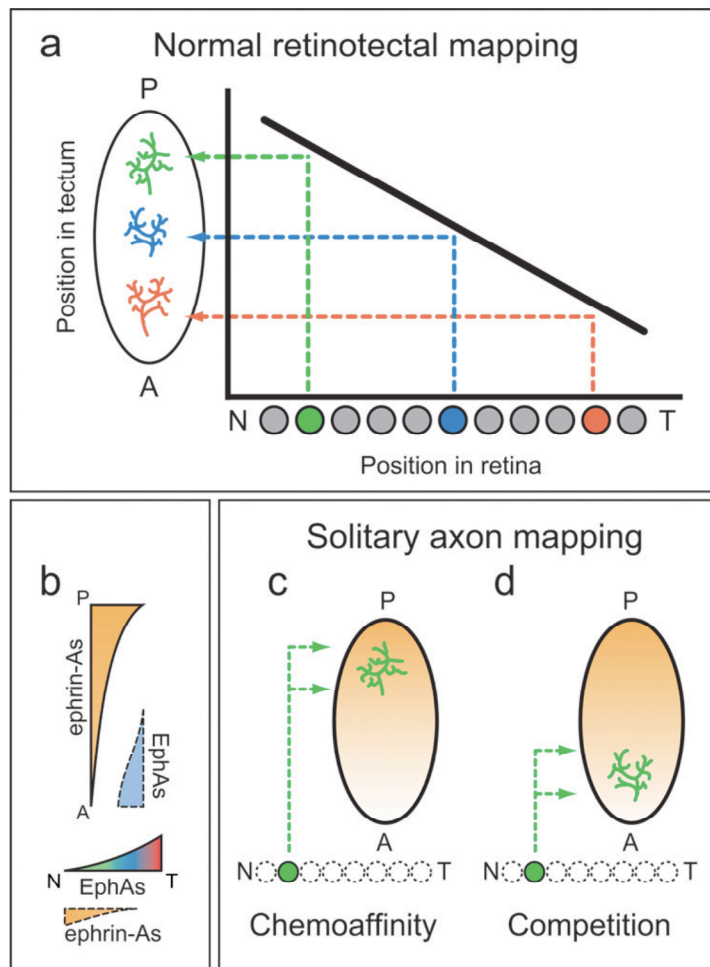 a Normal retinotectal mapping
P
Position in tectum
A
N T
Position in retina
b
P
ephrin-As
EphAs
A
N T
EphAs
ephrin-As
Solitary axon mapping
c d
P P
A A
N T N T
Chemoaffinity Competition